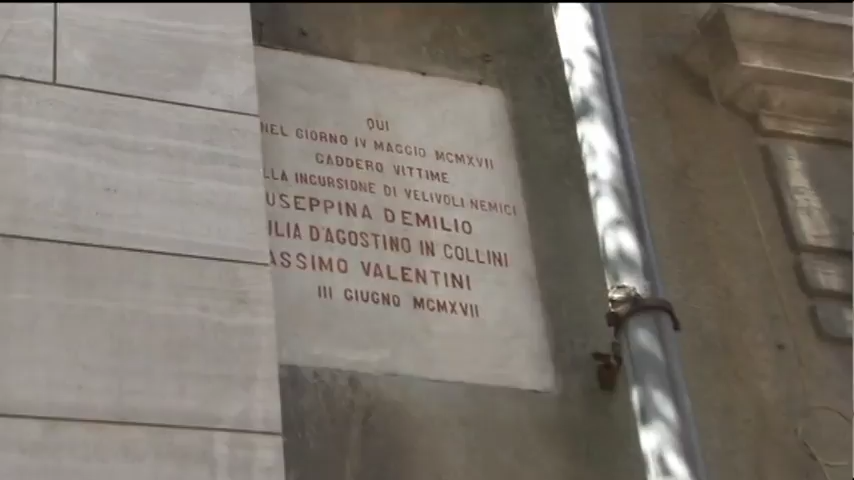 QUI
NEL GIORNO IV MAGGIO MCMXVII
CADDERO VITTIME
LLA INCURSIONE DI VELIVOLI NEMICI
USEPPINA D'EMILIO
ILIA D'AGOSTINO IN COLLINI
ASSIMO VALENTINI
III GIUGNO MCMXVII